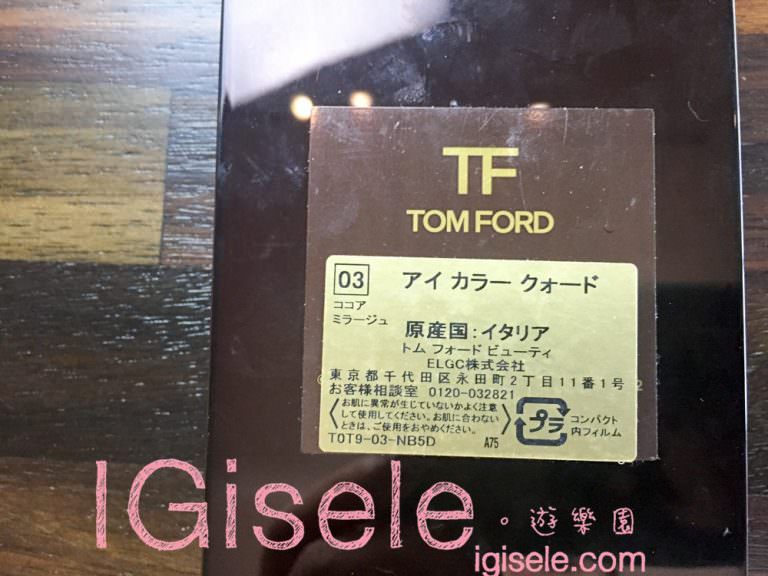 TF
TOM FORD
03 アイ カラー クォード
ココア
ミラージュ
原産国:イタリア
トム フォード ビューティ
ELGC株式会社
東京都千代田区永田町2丁目11番1号
お客様相談室 0120-032821
お肌に異常が生じていないかよく注意
して使用してください。お肌に合わない
ときは、ご使用をおやめください。
プラ
コンパクト
内フィルム
T0T9-03-NB5D A75
IGisele。遊樂園
igisele.com